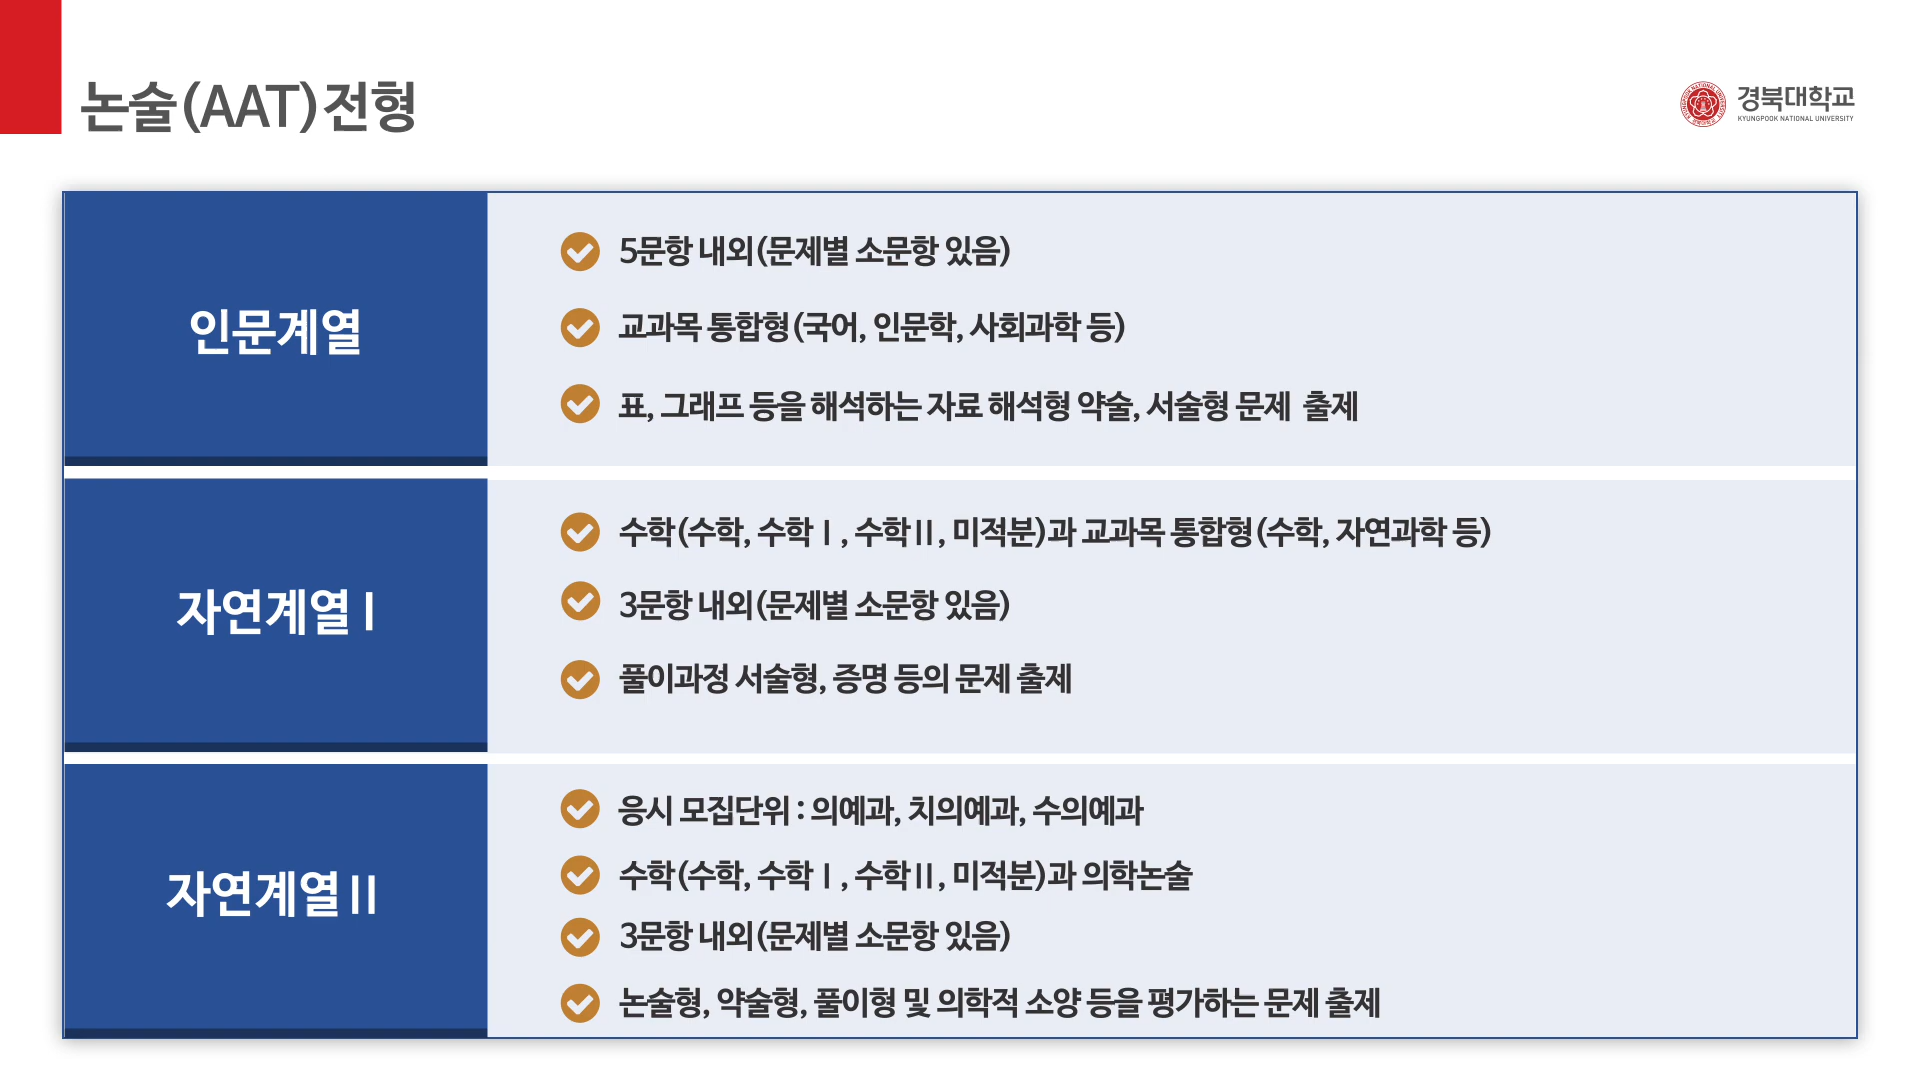 논술(AAT)전형
경북대학교
KYUNGPOOK NATIONAL UNIVERSITY
인문계열
5문항 내외(문제별 소문항 있음)
교과목 통합형(국어, 인문학, 사회과학 등)
표, 그래프 등을 해석하는 자료 해석형 약술, 서술형 문제 출제
자연계열Ⅰ
수학(수학, 수학Ⅰ, 수학Ⅱ, 미적분)과 교과목 통합형(수학, 자연과학 등)
3문항 내외(문제별 소문항 있음)
풀이과정 서술형, 증명 등의 문제 출제
자연계열Ⅱ
응시 모집단위 : 의예과, 치의예과, 수의예과
수학(수학, 수학Ⅰ, 수학Ⅱ, 미적분)과 의학논술
3문항 내외(문제별 소문항 있음)
논술형, 약술형, 풀이형 및 의학적 소양 등을 평가하는 문제 출제